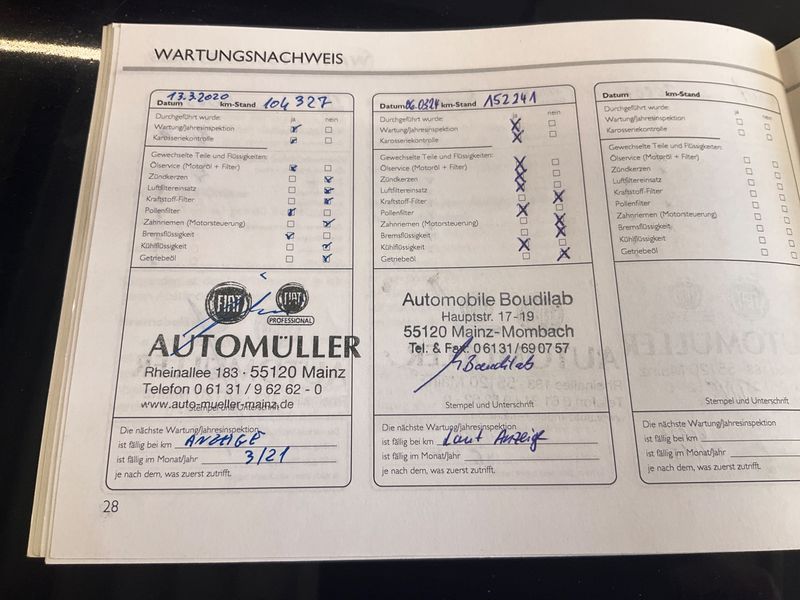 WARTUNGSNACHWEIS
13.3.2020 104327
Datum km-Stand
Durchgeführt wurde: ja nein
Wartung/Jahresinspektion
Karosseriekontrolle
Gewechselte Teile und Flüssigkeiten:
Ölservice (Motoröl + Filter)
Zündkerzen
Luftfiltereinsatz
Kraftstoff-Filter
Pollenfilter
Zahnriemen (Motorsteuerung)
Bremsflüssigkeit
Kühlflüssigkeit
Getriebeöl
FIAT FIAT
PROFESSIONAL
AUTOMÜLLER
Rheinallee 183 · 55120 Mainz
Telefon 0 61 31 / 9 62 62 - 0
www.auto-mueller-mainz.de
Stempel und Unterschrift
Die nächste Wartung/Jahresinspektion
ist fällig bei km ANZEIGE
ist fällig im Monat/Jahr 3/21
je nach dem, was zuerst zutrifft.
28
Datum 06.0324 km-Stand 152241
Durchgeführt wurde: ja nein
Wartung/Jahresinspektion
Karosseriekontrolle
Gewechselte Teile und Flüssigkeiten:
Ölservice (Motoröl + Filter)
Zündkerzen
Luftfiltereinsatz
Kraftstoff-Filter
Pollenfilter
Zahnriemen (Motorsteuerung)
Bremsflüssigkeit
Kühlflüssigkeit
Getriebeöl
Automobile Boudilab
Hauptstr. 17-19
55120 Mainz-Mombach
Tel. & Fax: 06131/690757
Boudilab
Stempel und Unterschrift
Die nächste Wartung/Jahresinspektion
ist fällig bei km Laut Anzeige
ist fällig im Monat/Jahr
je nach dem, was zuerst zutrifft.
Datum km-Stand
Durchgeführt wurde: ja nein
Wartung/Jahresinspektion
Karosseriekontrolle
Gewechselte Teile und Flüssigkeiten:
Ölservice (Motoröl + Filter)
Zündkerzen
Luftfiltereinsatz
Kraftstoff-Filter
Pollenfilter
Zahnriemen (Motorsteuerung)
Bremsflüssigkeit
Kühlflüssigkeit
Getriebeöl
Stempel und Unterschrift
Die nächste Wartung/Jahresinspektion
ist fällig bei km
ist fällig im Monat/Jahr
je nach dem, was zuerst zutrifft.